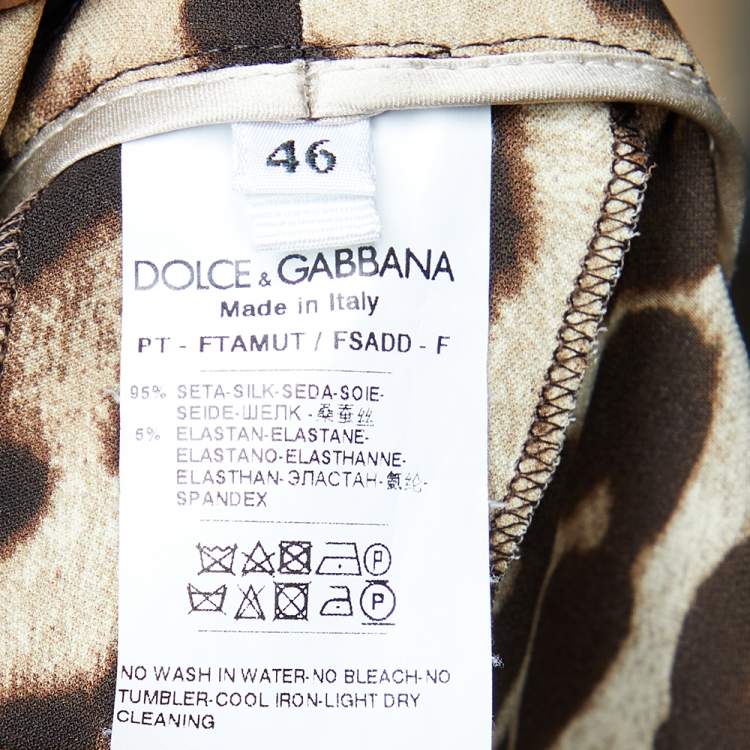 46
DOLCE & GABBANA
Made in Italy
PT - FTAMUT / FSADD - F
95% SETA-SILK-SEDA-SOIE-
SEIDE-ШЕЛК -桑蚕丝
5% ELASTAN-ELASTANE-
ELASTANO-ELASTHANNE-
ELASTHAN-ЭЛАСТАН-氨纶-
SPANDEX
P
P
NO WASH IN WATER-NO BLEACH-NO
TUMBLER-COOL IRON-LIGHT DRY
CLEANING